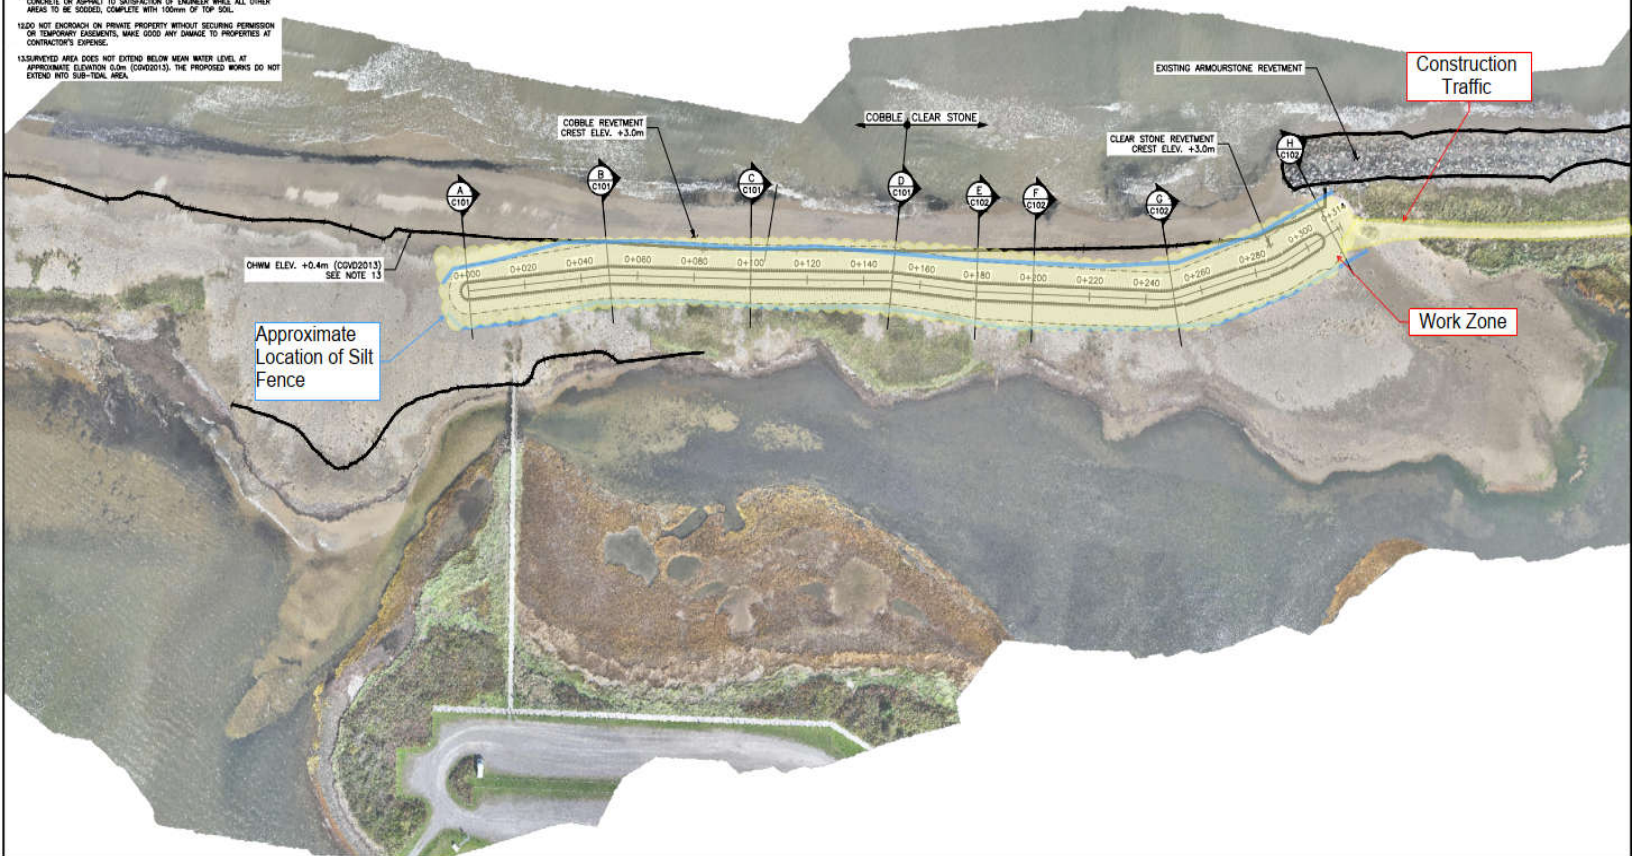 CONCRETE OR ASPHALT TO SATISFACTION OF ENGINEER WHILE ALL OTHER
AREAS TO BE SODDED, COMPLETE WITH 100mm OF TOP SOIL.
12.DO NOT ENCROACH ON PRIVATE PROPERTY WITHOUT SECURING PERMISSION
OR TEMPORARY EASEMENTS, MAKE GOOD ANY DAMAGE TO PROPERTIES AT
CONTRACTOR'S EXPENSE.
13.SURVEYED AREA DOES NOT EXTEND BELOW MEAN WATER LEVEL AT
APPROXIMATE ELEVATION 0.0m (CGVD2013). THE PROPOSED WORKS DO NOT
EXTEND INTO SUB-TIDAL AREA.
EXISTING ARMOURSTONE REVETMENT
Construction
Traffic
COBBLE REVETMENT
CREST ELEV. +3.0m
COBBLE CLEAR STONE
CLEAR STONE REVETMENT
CREST ELEV. +3.0m
A
C101
B
C101
C
C101
D
C101
E
C102
F
C102
G
C102
H
C102
OHWM ELEV. +0.4m (CGVD2013)
SEE NOTE 13
0+000
0+020
0+040
0+060
0+080
0+100
0+120
0+140
0+160
0+180
0+200
0+220
0+240
0+260
0+280
0+300
0+314
Approximate
Location of Silt
Fence
Work Zone